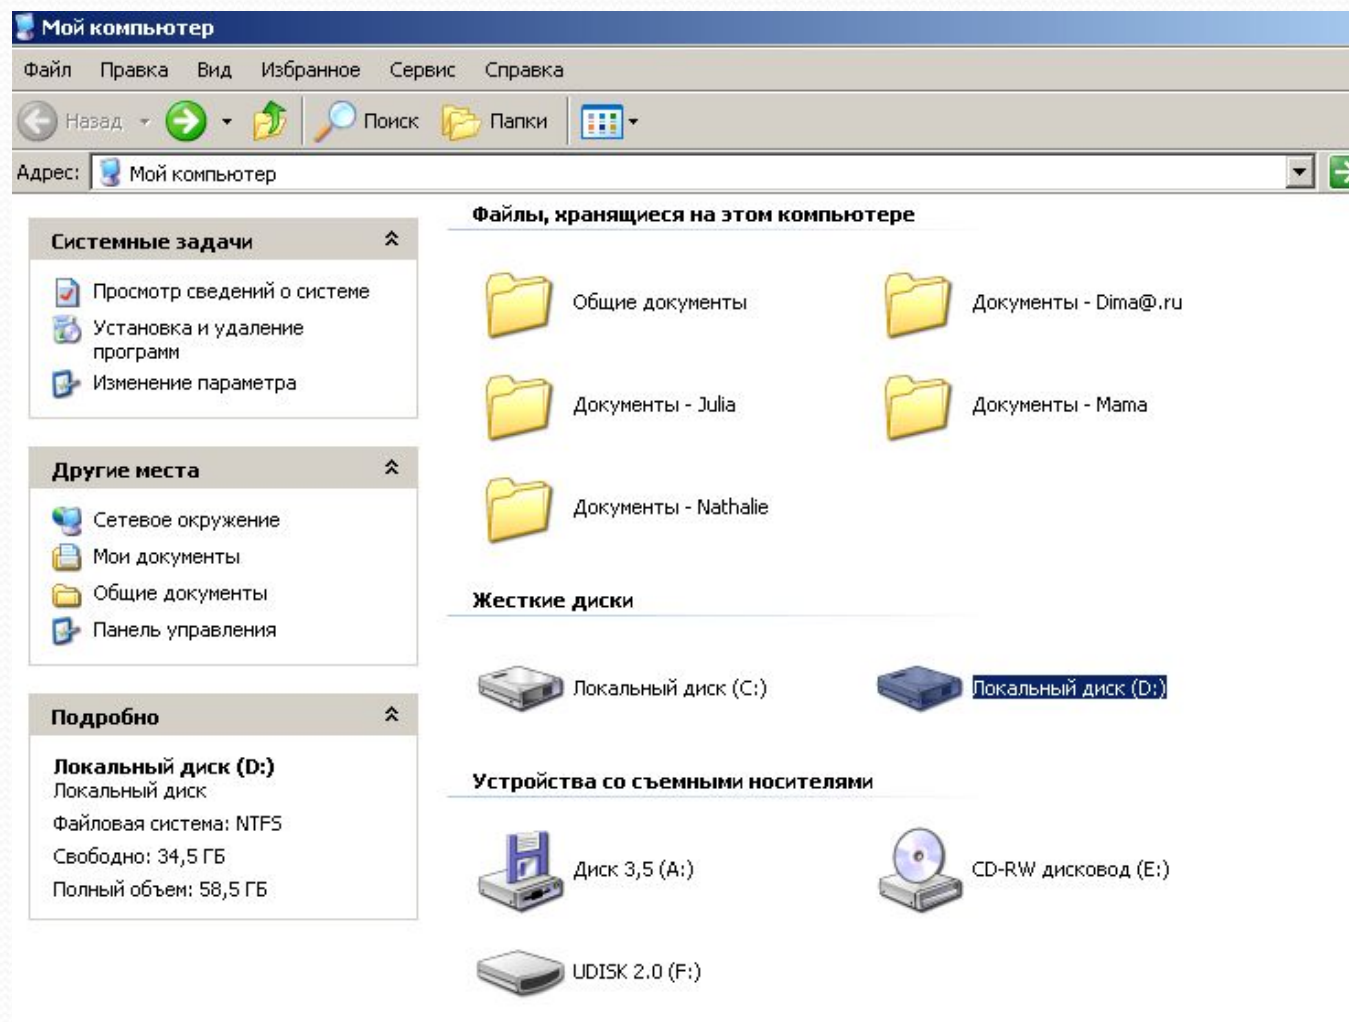 Мой компьютер
Файл Правка Вид Избранное Сервис Справка
Назад Поиск Папки
Адрес: Мой компьютер
Системные задачи
Просмотр сведений о системе
Установка и удаление
программ
Изменение параметра
Другие места
Сетевое окружение
Мои документы
Общие документы
Панель управления
Подробно
Локальный диск (D:)
Локальный диск
Файловая система: NTFS
Свободно: 34,5 ГБ
Полный объем: 58,5 ГБ
Файлы, хранящиеся на этом компьютере
Общие документы
Документы - Dima@.ru
Документы - Julia
Документы - Mama
Документы - Nathalie
Жесткие диски
Локальный диск (C:)
Локальный диск (D:)
Устройства со съемными носителями
Диск 3,5 (A:)
CD-RW дисковод (E:)
UDISK 2.0 (F:)